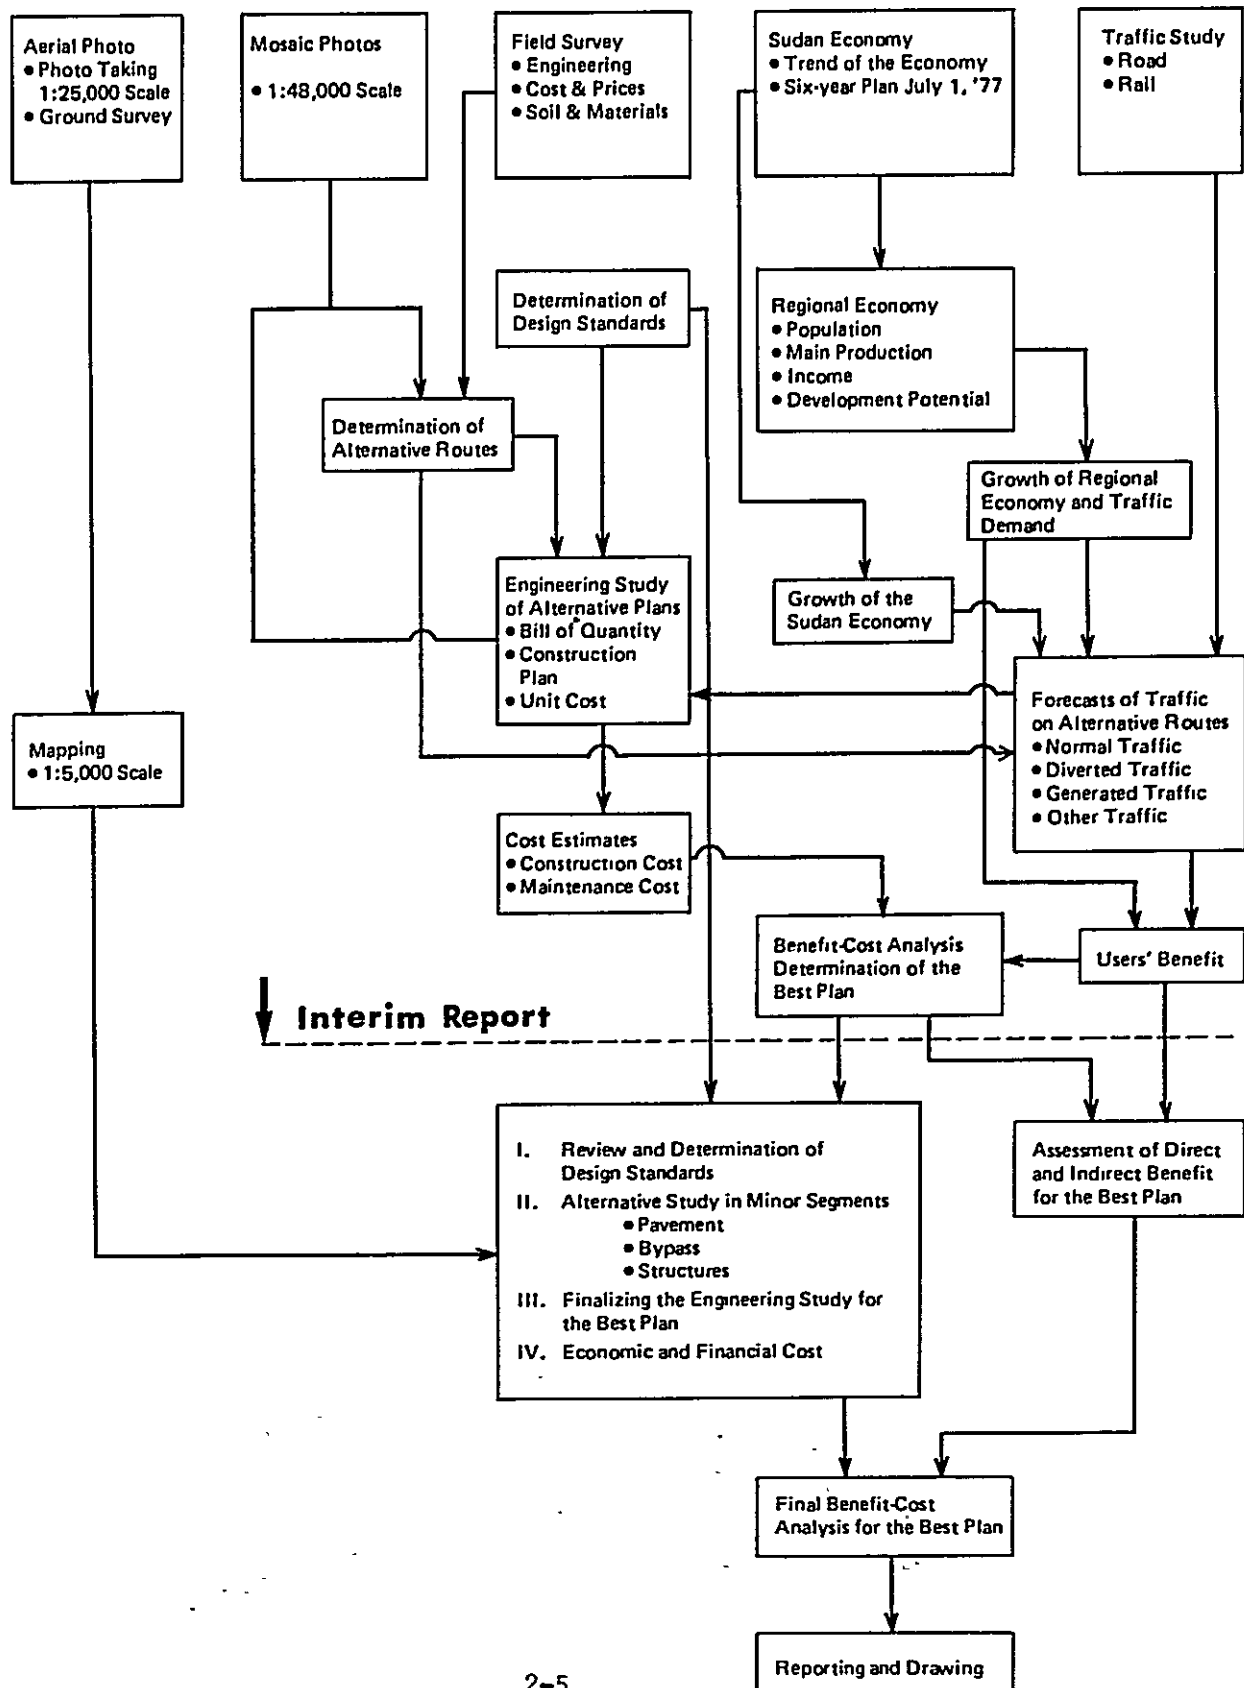 Aerial Photo
• Photo Taking
1:25,000 Scale
• Ground Survey
Mosaic Photos
• 1:48,000 Scale
Field Survey
• Engineering
• Cost & Prices
• Soil & Materials
Sudan Economy
• Trend of the Economy
• Six-year Plan July 1, '77
Traffic Study
• Road
• Rail
Determination of
Design Standards
Regional Economy
• Population
• Main Production
• Income
• Development Potential
Determination of
Alternative Routes
Growth of Regional
Economy and Traffic
Demand
Engineering Study
of Alternative Plans
• Bill of Quantity
• Construction
Plan
• Unit Cost
Growth of the
Sudan Economy
Forecasts of Traffic
on Alternative Routes
• Normal Traffic
• Diverted Traffic
• Generated Traffic
• Other Traffic
Mapping
• 1:5,000 Scale
Cost Estimates
• Construction Cost
• Maintenance Cost
Benefit-Cost Analysis
Determination of the
Best Plan
Users' Benefit
Interim Report
I. Review and Determination of
Design Standards
II. Alternative Study in Minor Segments
• Pavement
• Bypass
• Structures
III. Finalizing the Engineering Study for
the Best Plan
IV. Economic and Financial Cost
Assessment of Direct
and Indirect Benefit
for the Best Plan
Final Benefit-Cost
Analysis for the Best Plan
Reporting and Drawing
2-5